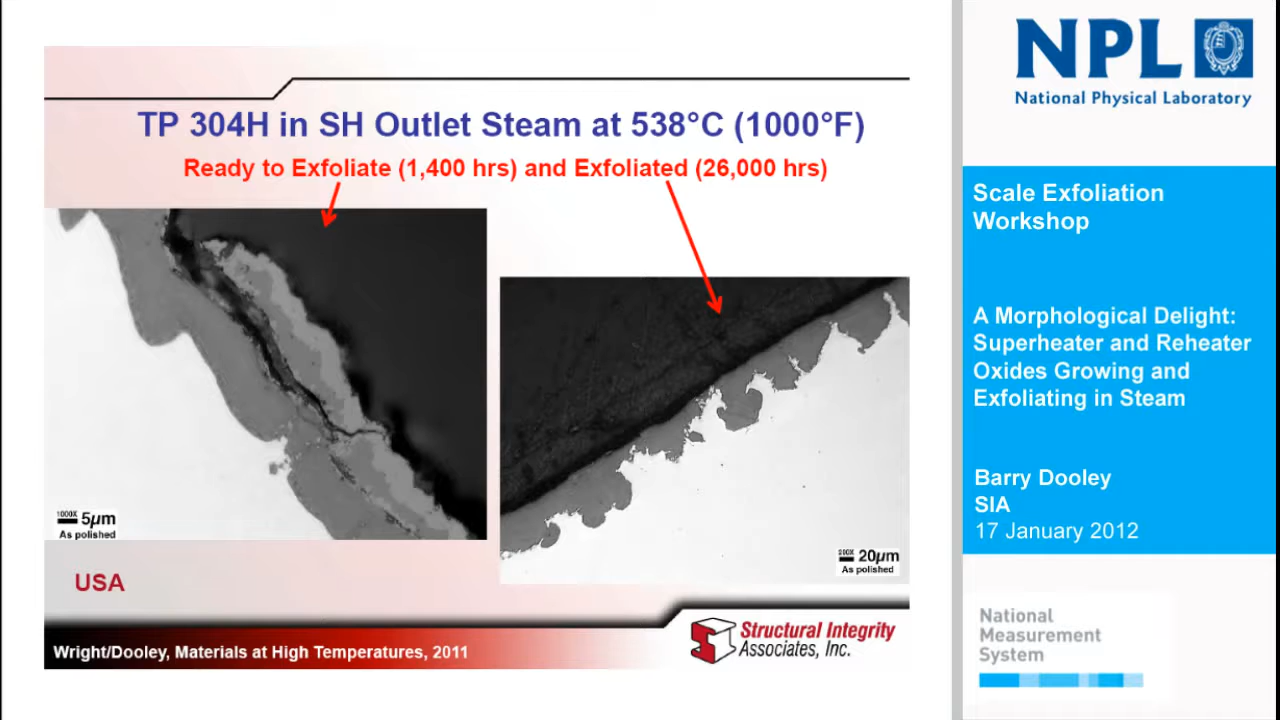 TP 304H in SH Outlet Steam at 538°C (1000°F)
Ready to Exfoliate (1,400 hrs) and Exfoliated (26,000 hrs)
1000X 5µm
As polished
200X 20µm
As polished
USA
Wright/Dooley, Materials at High Temperatures, 2011
Structural Integrity
Associates, Inc.
NPL
National Physical Laboratory
Scale Exfoliation
Workshop
A Morphological Delight:
Superheater and Reheater
Oxides Growing and
Exfoliating in Steam
Barry Dooley
SIA
17 January 2012
National
Measurement
System